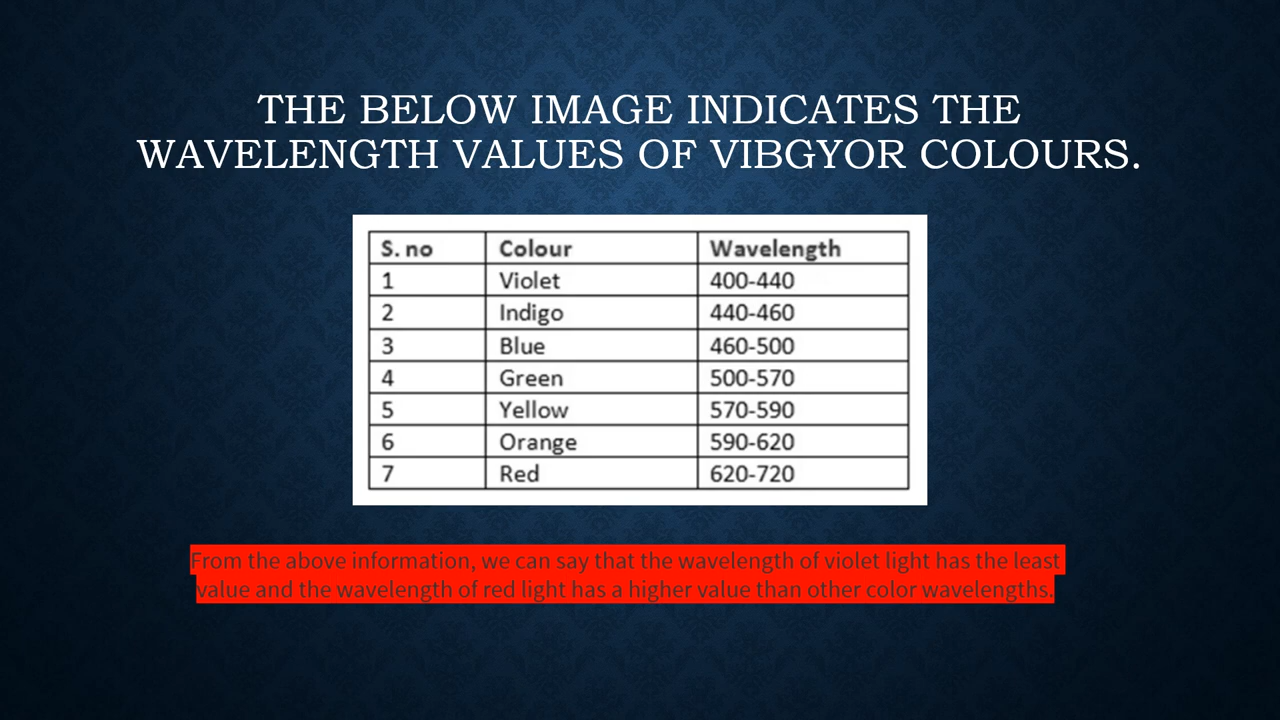 THE BELOW IMAGE INDICATES THE
WAVELENGTH VALUES OF VIBGYOR COLOURS.
S. no Colour Wavelength
1 Violet 400-440
2 Indigo 440-460
3 Blue 460-500
4 Green 500-570
5 Yellow 570-590
6 Orange 590-620
7 Red 620-720
From the above information, we can say that the wavelength of violet light has the least
value and the wavelength of red light has a higher value than other color wavelengths.